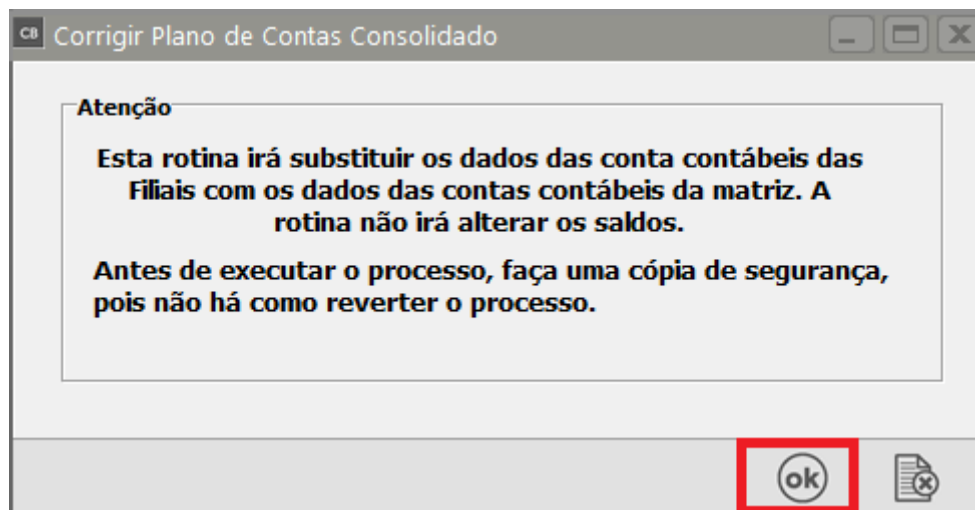 CB Corrigir Plano de Contas Consolidado
Atenção
Esta rotina irá substituir os dados das conta contábeis das
Filiais com os dados das contas contábeis da matriz. A
rotina não irá alterar os saldos.
Antes de executar o processo, faça uma cópia de segurança,
pois não há como reverter o processo.
ok